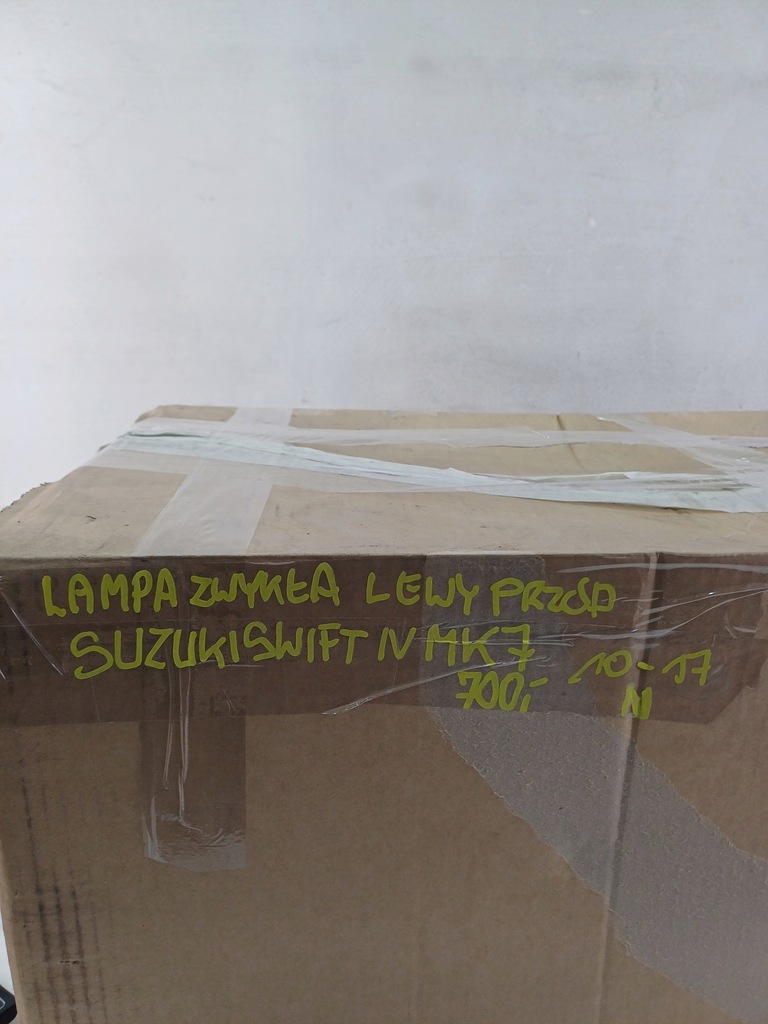 LAMPA ZWYKŁA LEWY PRZÓD
SUZUKI SWIFT IV MK7
700,- 10-17
N